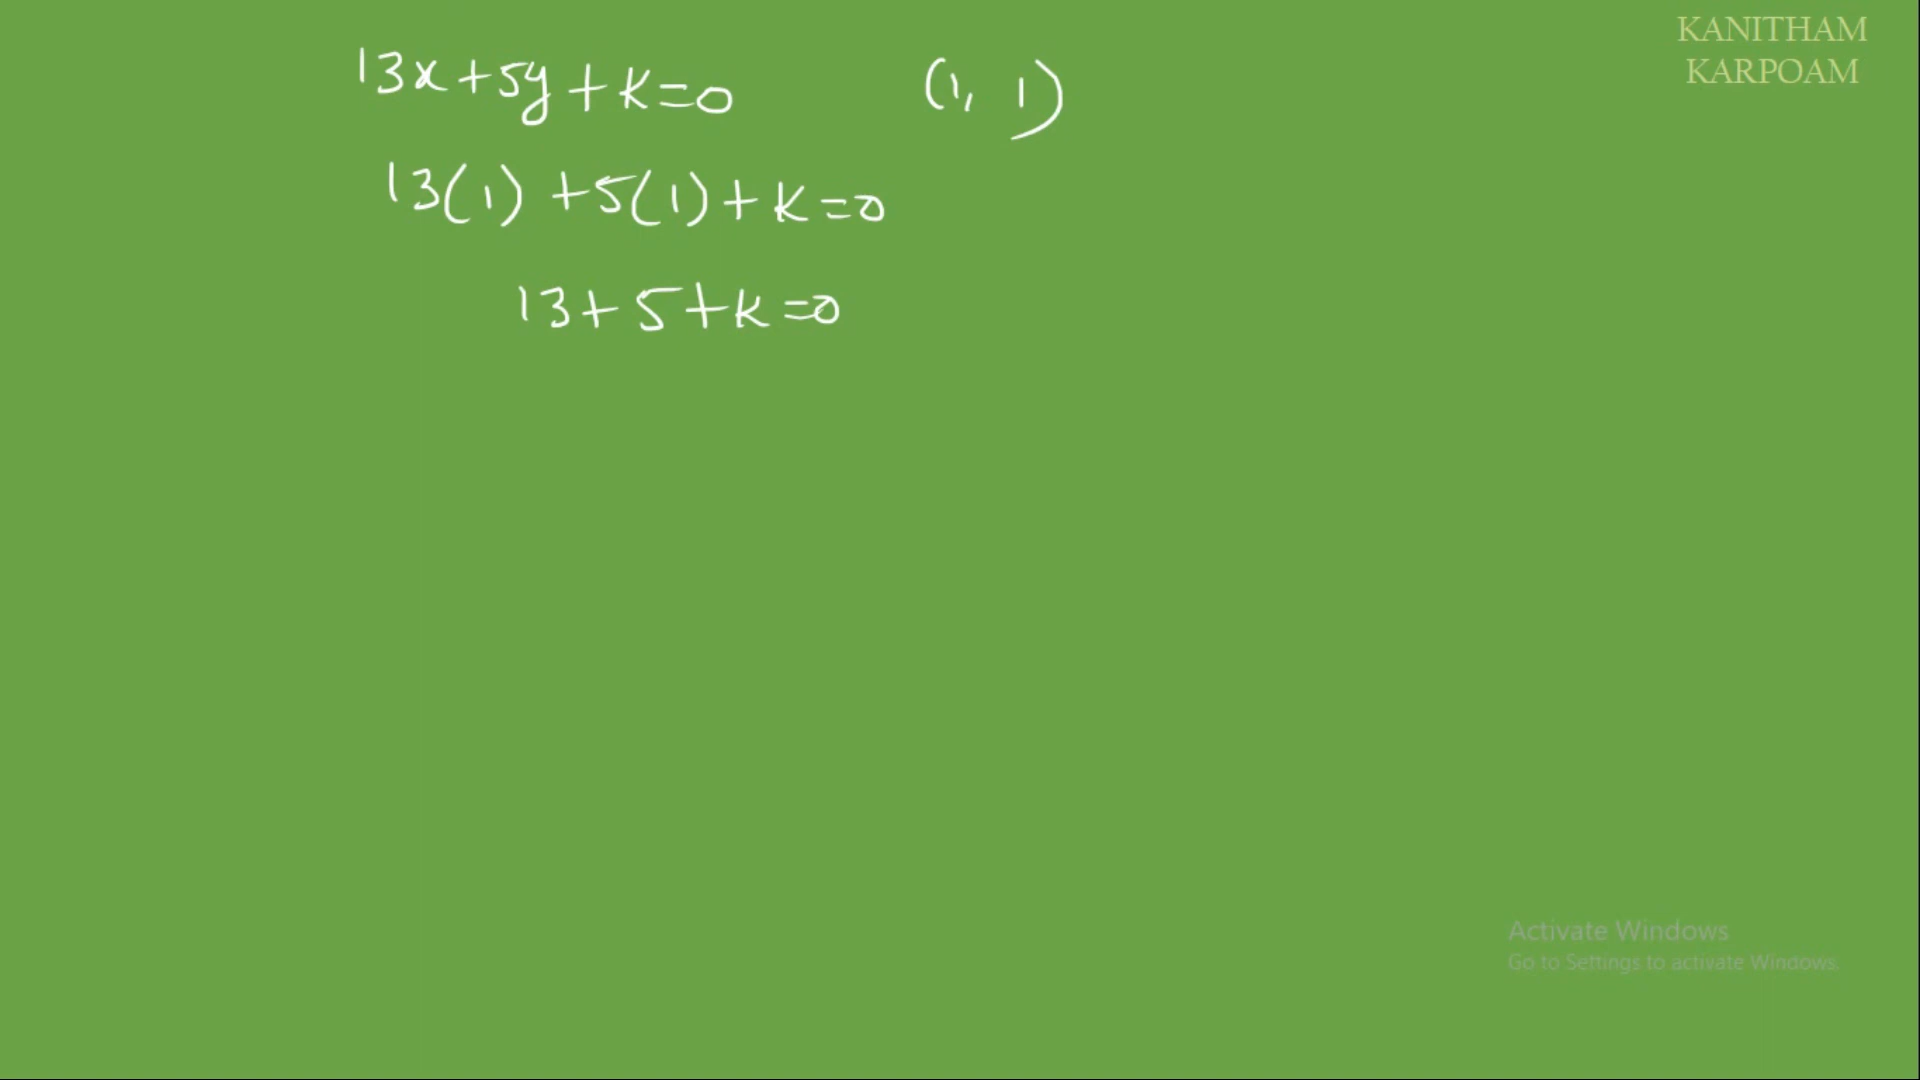 13x+5y+k=0 (1, 1)
13(1)+5(1)+k=0
13+5+k=0
KANITHAM
KARPOAM
Activate Windows
Go to Settings to activate Windows.